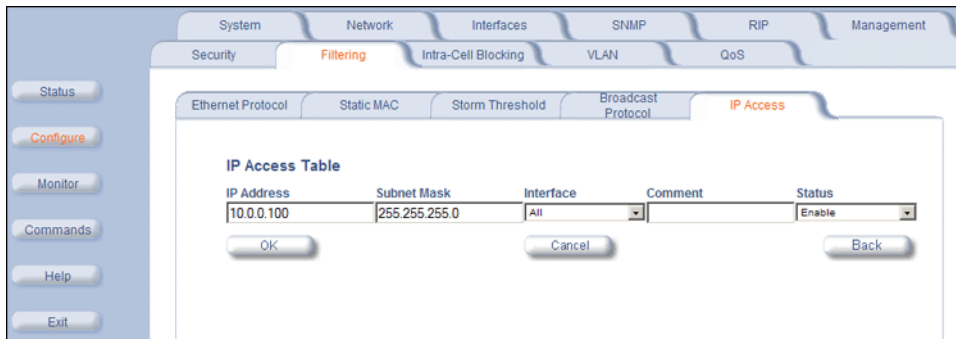 System Network Interfaces SNMP RIP Management
Security Filtering Intra-Cell Blocking VLAN QoS
Status
Ethernet Protocol Static MAC Storm Threshold Broadcast Protocol IP Access
Configure
IP Access Table
Monitor
IP Address Subnet Mask Interface Comment Status
10.0.0.100 255.255.255.0 All Enable
Commands
OK Cancel Back
Help
Exit